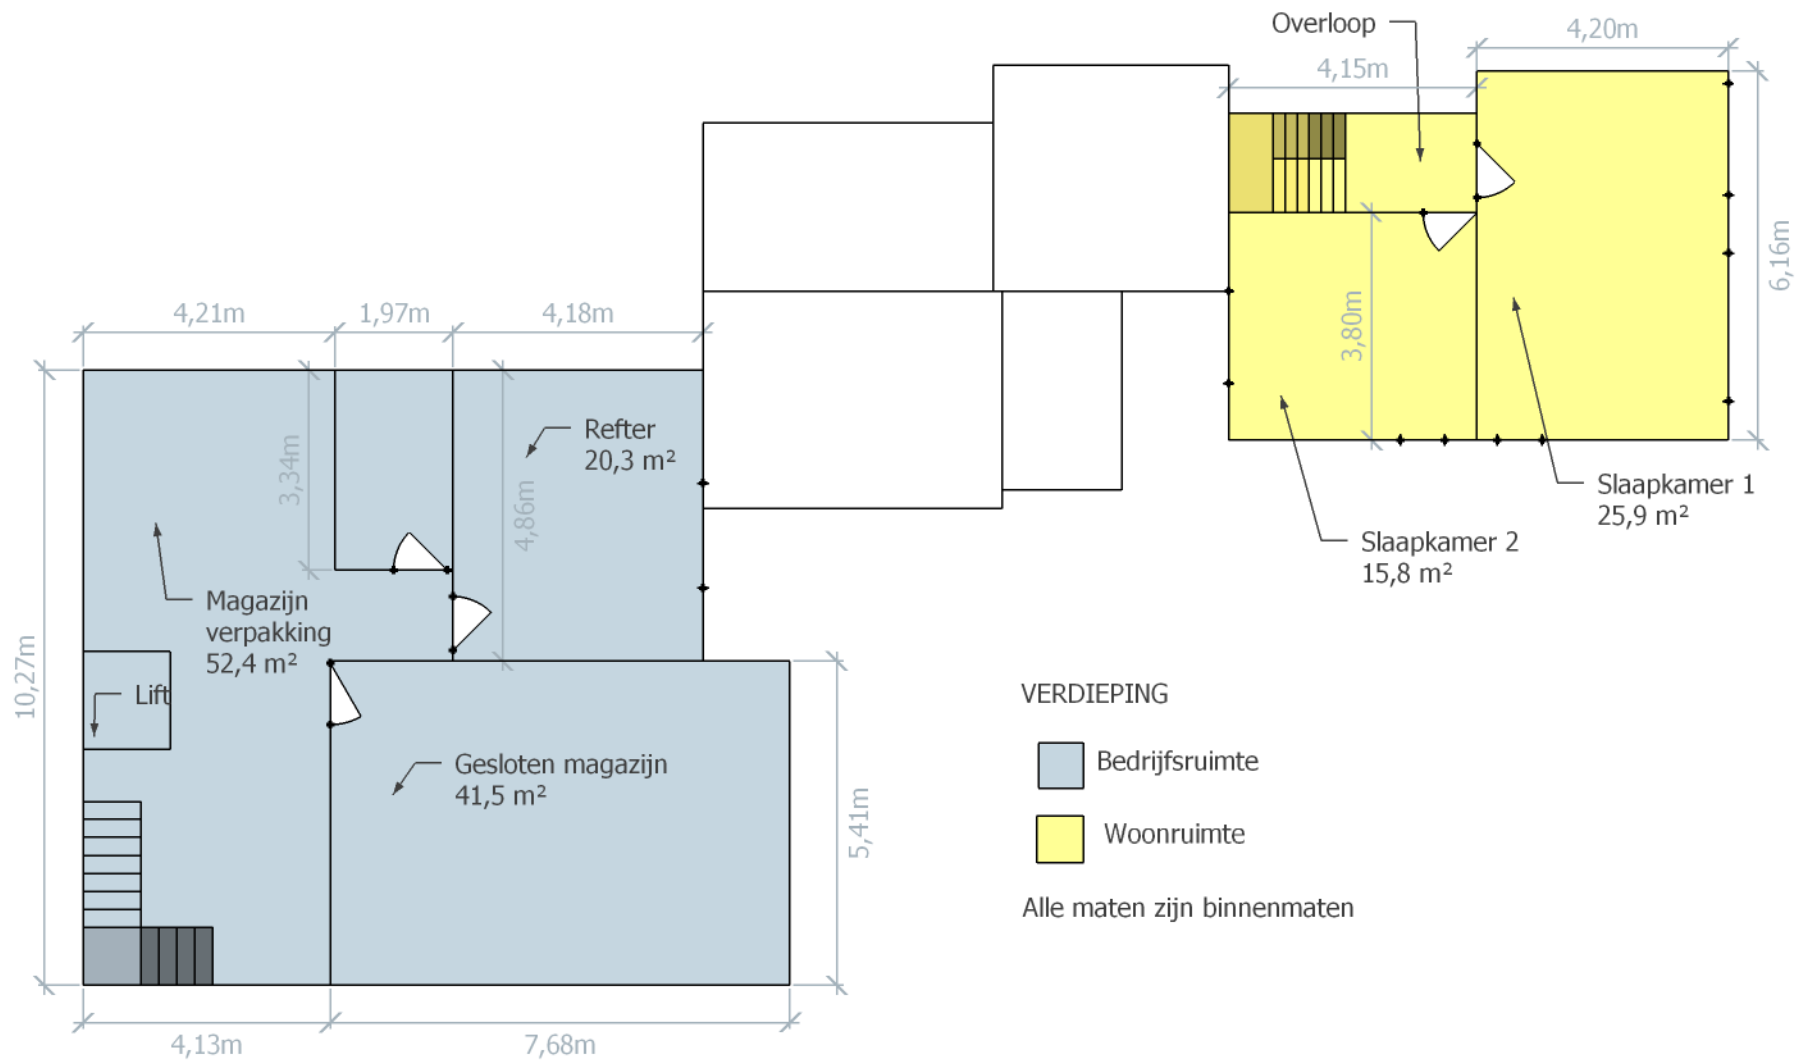 Overloop
4,20m
4,15m
6,16m
4,21m
1,97m
4,18m
3,80m
Refter
20,3 m²
3,34m
4,86m
Slaapkamer 1
25,9 m²
Slaapkamer 2
15,8 m²
Magazijn
verpakking
52,4 m²
10,27m
Lift
VERDIEPING
Gesloten magazijn
41,5 m²
Bedrijfsruimte
5,41m
Woonruimte
Alle maten zijn binnenmaten
4,13m
7,68m